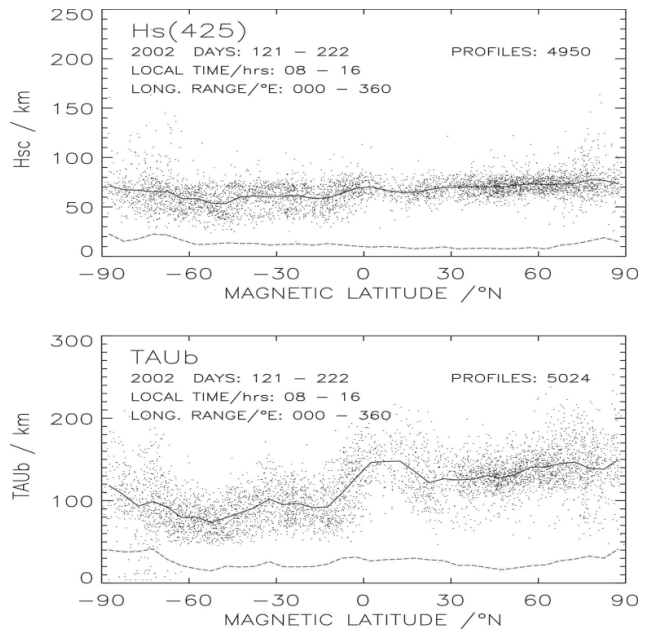 Hs(425)
2002 DAYS: 121 – 222 PROFILES: 4950
LOCAL TIME/hrs: 08 – 16
LONG. RANGE/°E: 000 – 360
Hsc / km
250
200
150
100
50
0
−90 −60 −30 0 30 60 90
MAGNETIC LATITUDE /°N
TAUb
2002 DAYS: 121 – 222 PROFILES: 5024
LOCAL TIME/hrs: 08 – 16
LONG. RANGE/°E: 000 – 360
TAUb / km
300
200
100
0
−90 −60 −30 0 30 60 90
MAGNETIC LATITUDE /°N